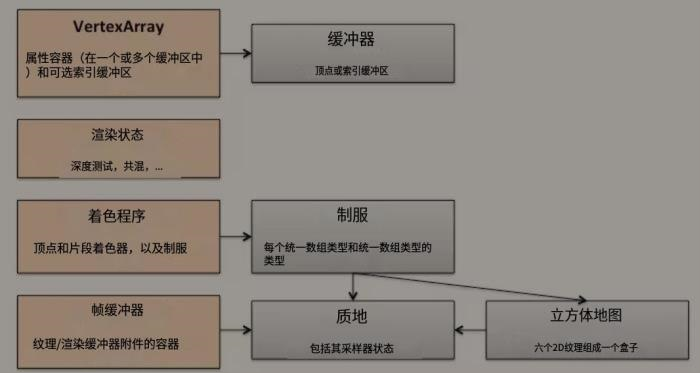 VertexArray
属性容器（在一个或多个缓冲区中
）和可选索引缓冲区
缓冲器
顶点或索引缓冲区
渲染状态
深度测试，共混，...
着色程序
顶点和片段着色器，以及制服
制服
每个统一数组类型和统一数组类型的
类型
帧缓冲器
纹理/渲染缓冲器附件的容器
质地
包括其采样器状态
立方体地图
六个2D纹理组成一个盒子